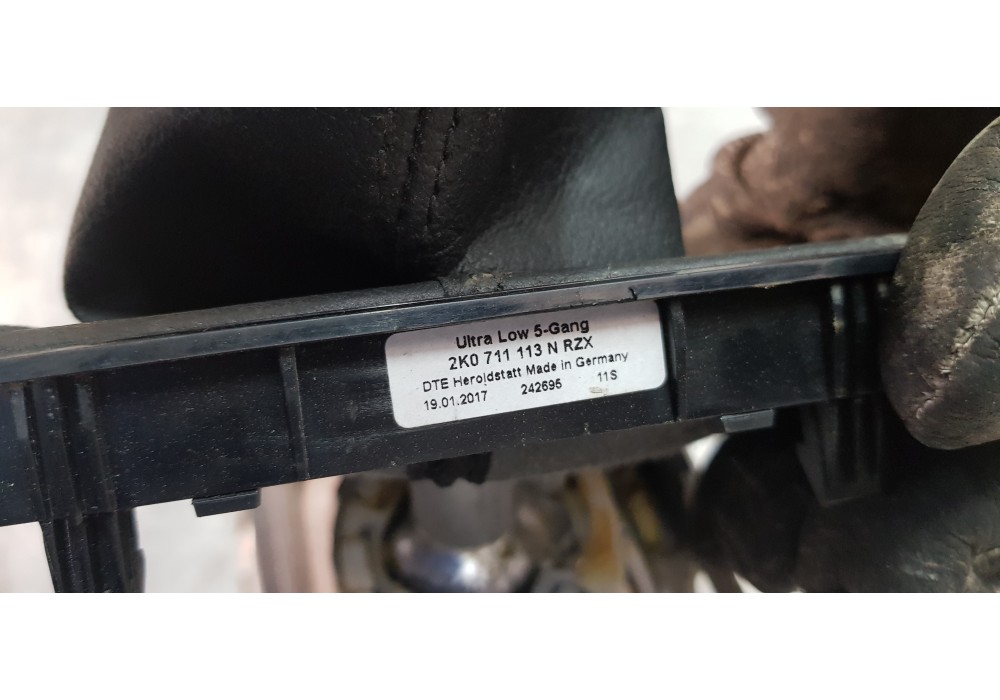 Ultra Low 5-Gang
2K0 711 113 N RZX
DTE Heroldstatt Made in Germany
19.01.2017 242695 11S